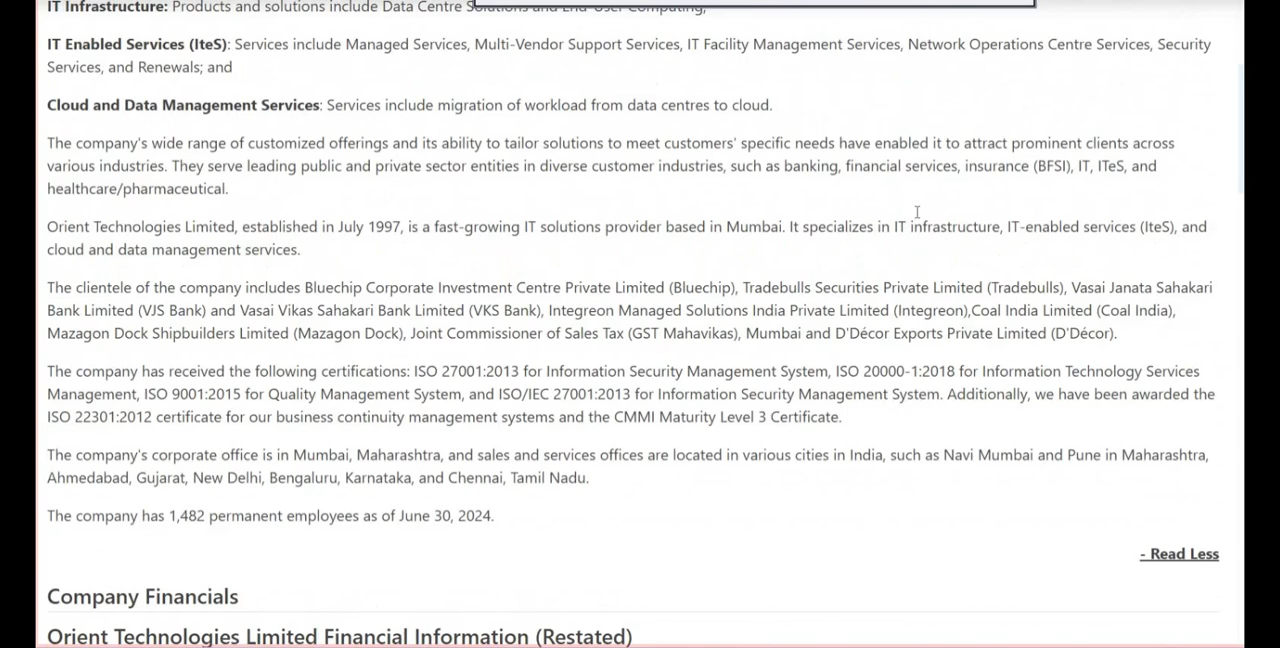 IT Infrastructure: Products and solutions include Data Centre Solutions and End-User Computing;
IT Enabled Services (IteS): Services include Managed Services, Multi-Vendor Support Services, IT Facility Management Services, Network Operations Centre Services, Security
Services, and Renewals; and
Cloud and Data Management Services: Services include migration of workload from data centres to cloud.
The company's wide range of customized offerings and its ability to tailor solutions to meet customers' specific needs have enabled it to attract prominent clients across
various industries. They serve leading public and private sector entities in diverse customer industries, such as banking, financial services, insurance (BFSI), IT, ITeS, and
healthcare/pharmaceutical.
Orient Technologies Limited, established in July 1997, is a fast-growing IT solutions provider based in Mumbai. It specializes in IT infrastructure, IT-enabled services (IteS), and
cloud and data management services.
The clientele of the company includes Bluechip Corporate Investment Centre Private Limited (Bluechip), Tradebulls Securities Private Limited (Tradebulls), Vasai Janata Sahakari
Bank Limited (VJS Bank) and Vasai Vikas Sahakari Bank Limited (VKS Bank), Integreon Managed Solutions India Private Limited (Integreon),Coal India Limited (Coal India),
Mazagon Dock Shipbuilders Limited (Mazagon Dock), Joint Commissioner of Sales Tax (GST Mahavikas), Mumbai and D'Décor Exports Private Limited (D'Décor).
The company has received the following certifications: ISO 27001:2013 for Information Security Management System, ISO 20000-1:2018 for Information Technology Services
Management, ISO 9001:2015 for Quality Management System, and ISO/IEC 27001:2013 for Information Security Management System. Additionally, we have been awarded the
ISO 22301:2012 certificate for our business continuity management systems and the CMMI Maturity Level 3 Certificate.
The company's corporate office is in Mumbai, Maharashtra, and sales and services offices are located in various cities in India, such as Navi Mumbai and Pune in Maharashtra,
Ahmedabad, Gujarat, New Delhi, Bengaluru, Karnataka, and Chennai, Tamil Nadu.
The company has 1,482 permanent employees as of June 30, 2024.
- Read Less
Company Financials
Orient Technologies Limited Financial Information (Restated)